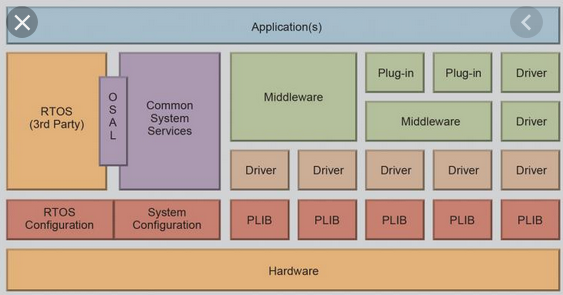 Application(s)
RTOS
(3rd Party)
O
S
A
L
Common
System
Services
Middleware
Plug-in
Plug-in
Driver
Middleware
Driver
Driver
Driver
Driver
Driver
Driver
RTOS
Configuration
System
Configuration
PLIB
PLIB
PLIB
PLIB
PLIB
Hardware